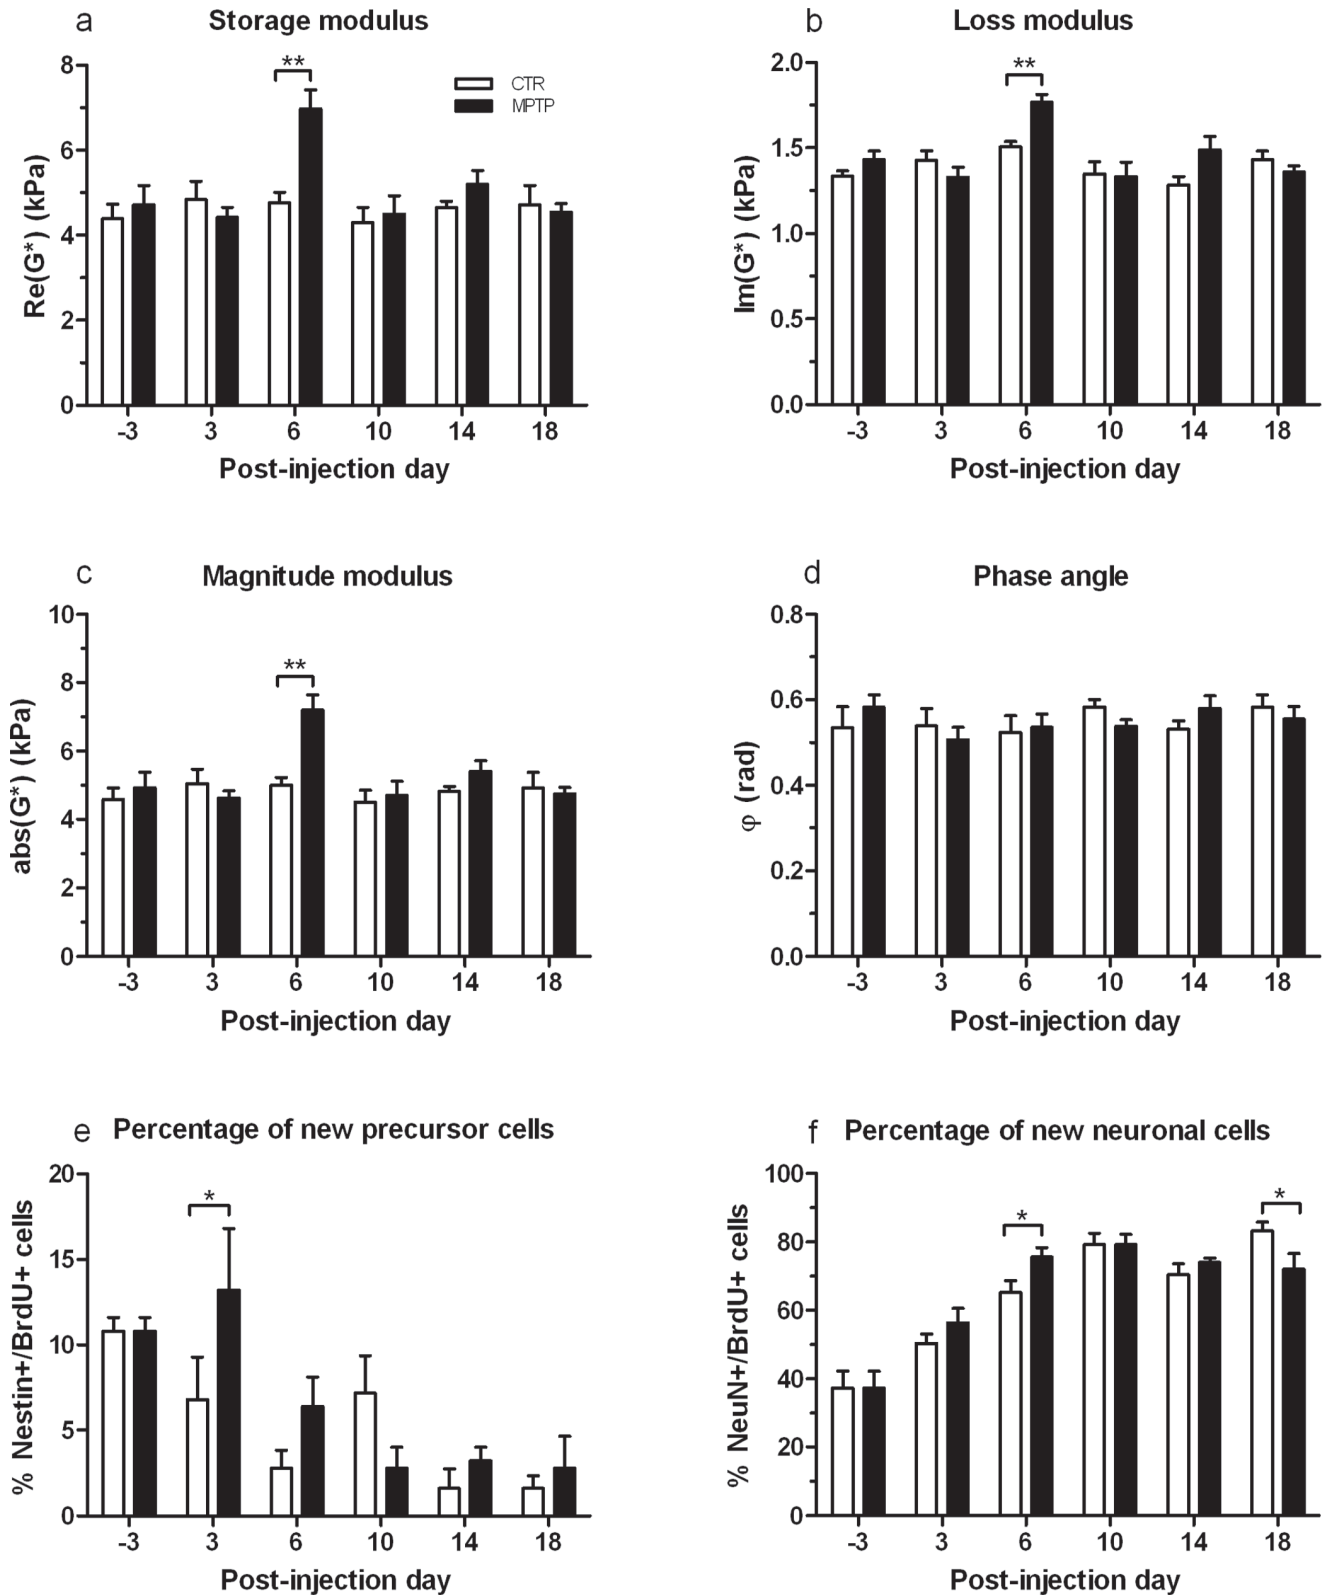 a Storage modulus
8
6
4
2
0
Re(G*) (kPa)
**
CTR
MPTP
-3 3 6 10 14 18
Post-injection day
b Loss modulus
2.0
1.5
1.0
0.5
0.0
Im(G*) (kPa)
**
-3 3 6 10 14 18
Post-injection day
c Magnitude modulus
10
8
6
4
2
0
abs(G*) (kPa)
**
-3 3 6 10 14 18
Post-injection day
d Phase angle
0.8
0.6
0.4
0.2
0.0
φ (rad)
-3 3 6 10 14 18
Post-injection day
e Percentage of new precursor cells
20
15
10
5
0
% Nestin+/BrdU+ cells
*
-3 3 6 10 14 18
Post-injection day
f Percentage of new neuronal cells
100
80
60
40
20
0
% NeuN+/BrdU+ cells
*
*
-3 3 6 10 14 18
Post-injection day